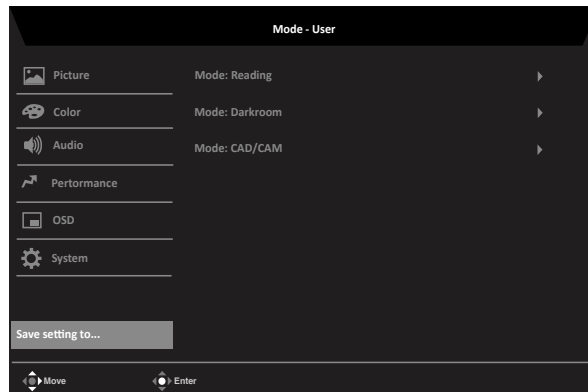 Mode - User
Picture
Mode: Reading
Color
Mode: Darkroom
Audio
Mode: CAD/CAM
Pertormance
OSD
System
Save setting to...
Move
Enter